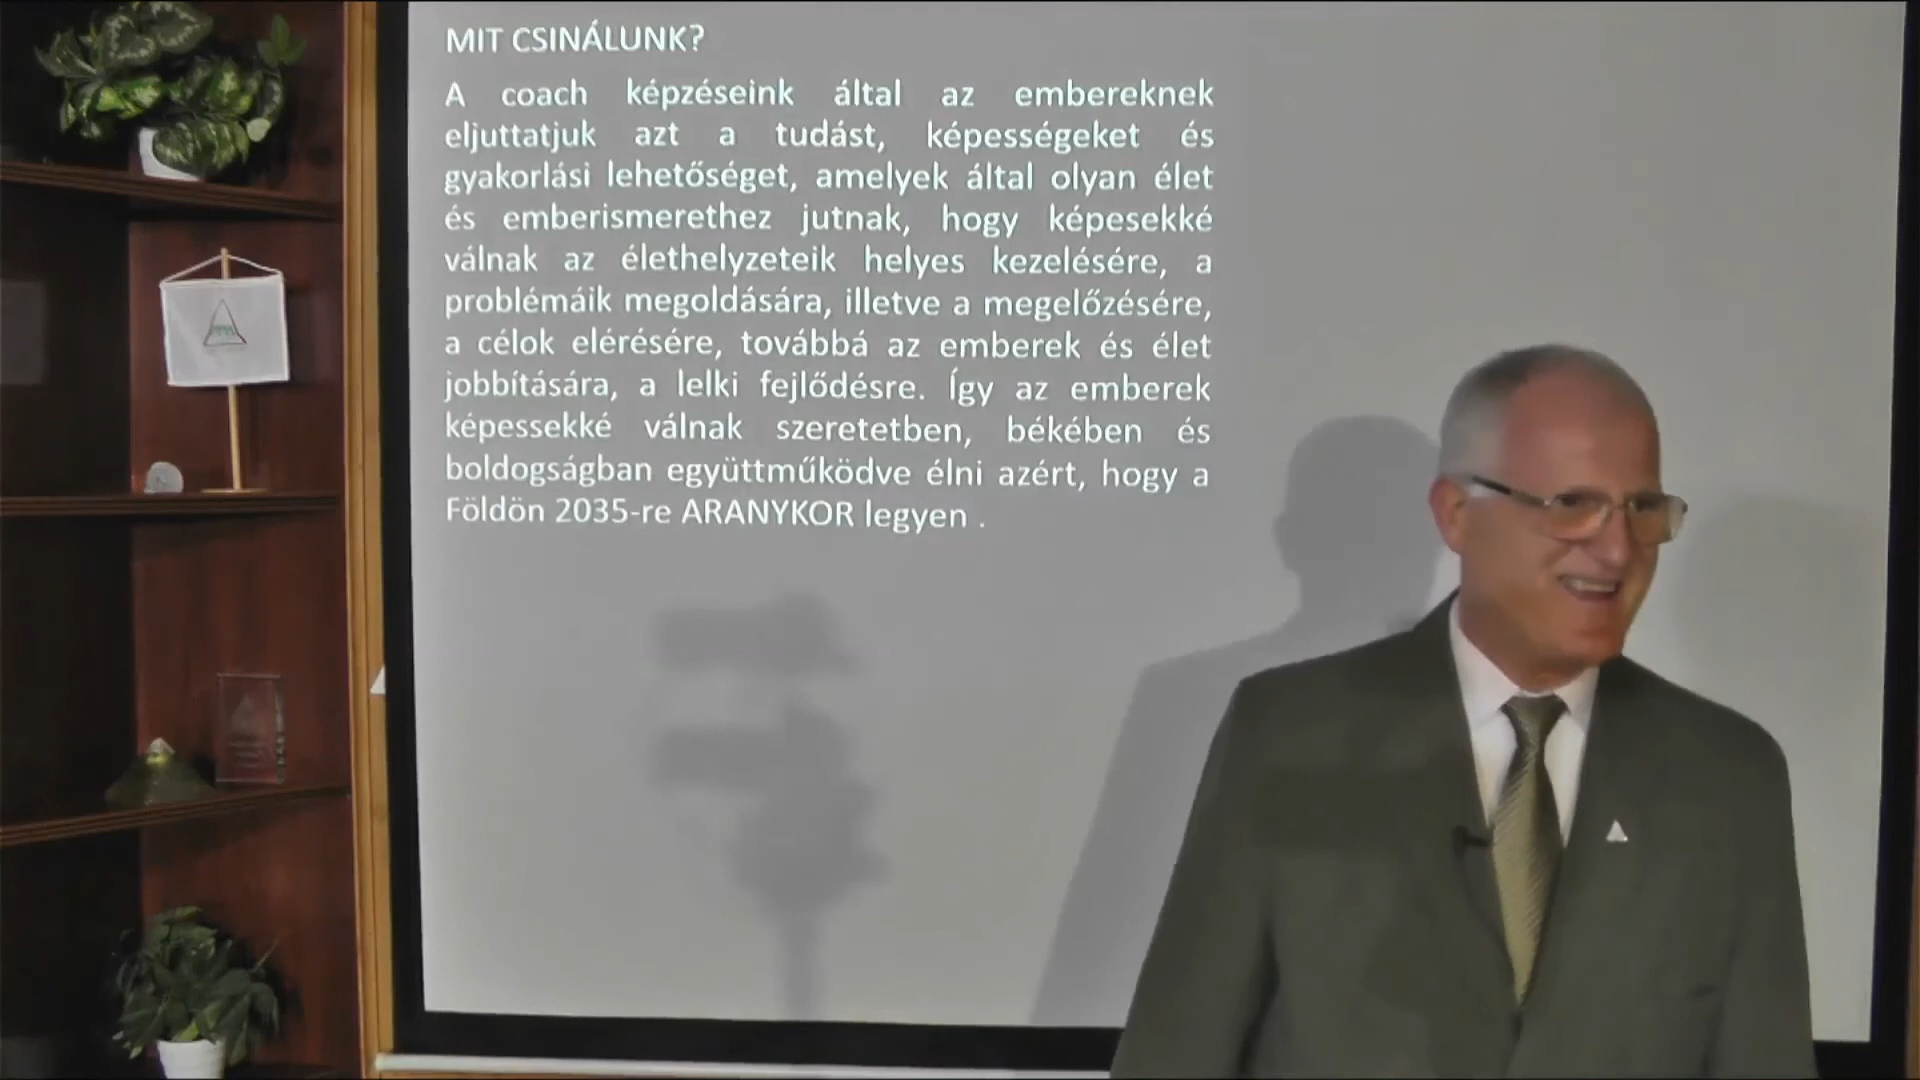 MIT CSINÁLUNK?
A coach képzéseink által az embereknek
eljuttatjuk azt a tudást, képességeket és
gyakorlási lehetőséget, amelyek által olyan élet
és emberismerethez jutnak, hogy képesekké
válnak az élethelyzeteik helyes kezelésére, a
problémáik megoldására, illetve a megelőzésére,
a célok elérésére, továbbá az emberek és élet
jobbítására, a lelki fejlődésre. Így az emberek
képessekké válnak szeretetben, békében és
boldogságban együttműködve élni azért, hogy a
Földön 2035-re ARANYKOR legyen .